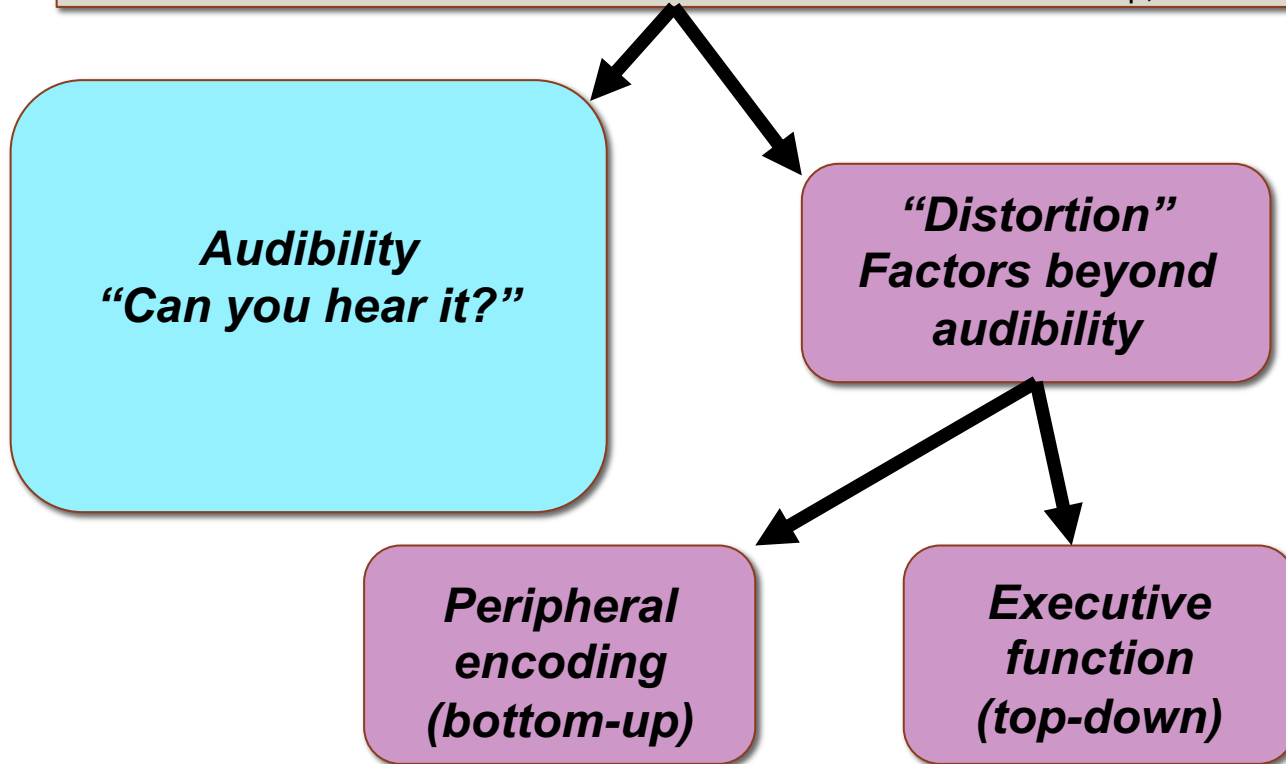 Audibility
“Can you hear it?”
“Distortion”
Factors beyond
audibility
Peripheral
encoding
(bottom-up)
Executive
function
(top-down)